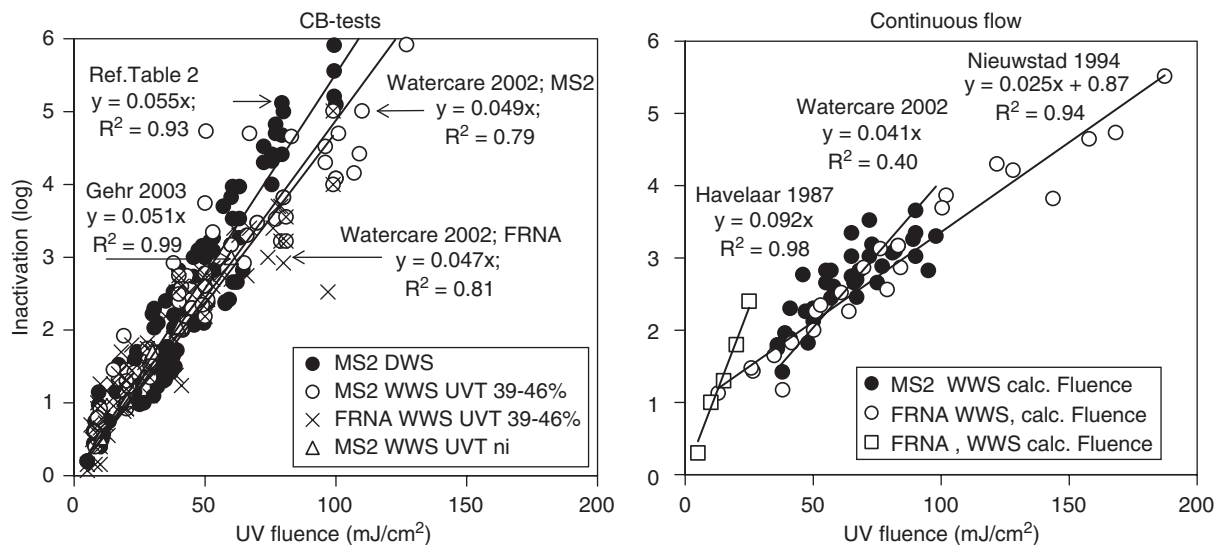 CB-tests
Inactivation (log)
6
5
4
3
2
1
0
Ref.Table 2
y = 0.055x;
R² = 0.93
Watercare 2002; MS2
y = 0.049x;
R² = 0.79
Gehr 2003
y = 0.051x
R² = 0.99
Watercare 2002; FRNA
y = 0.047x;
R² = 0.81
MS2 DWS
MS2 WWS UVT 39-46%
FRNA WWS UVT 39-46%
MS2 WWS UVT ni
0 50 100 150 200
UV fluence (mJ/cm²)
Continuous flow
6
5
4
3
2
1
0
Nieuwstad 1994
y = 0.025x + 0.87
R² = 0.94
Watercare 2002
y = 0.041x
R² = 0.40
Havelaar 1987
y = 0.092x
R² = 0.98
MS2 WWS calc. Fluence
FRNA WWS, calc. Fluence
FRNA , WWS calc. Fluence
0 50 100 150 200
UV fluence (mJ/cm²)